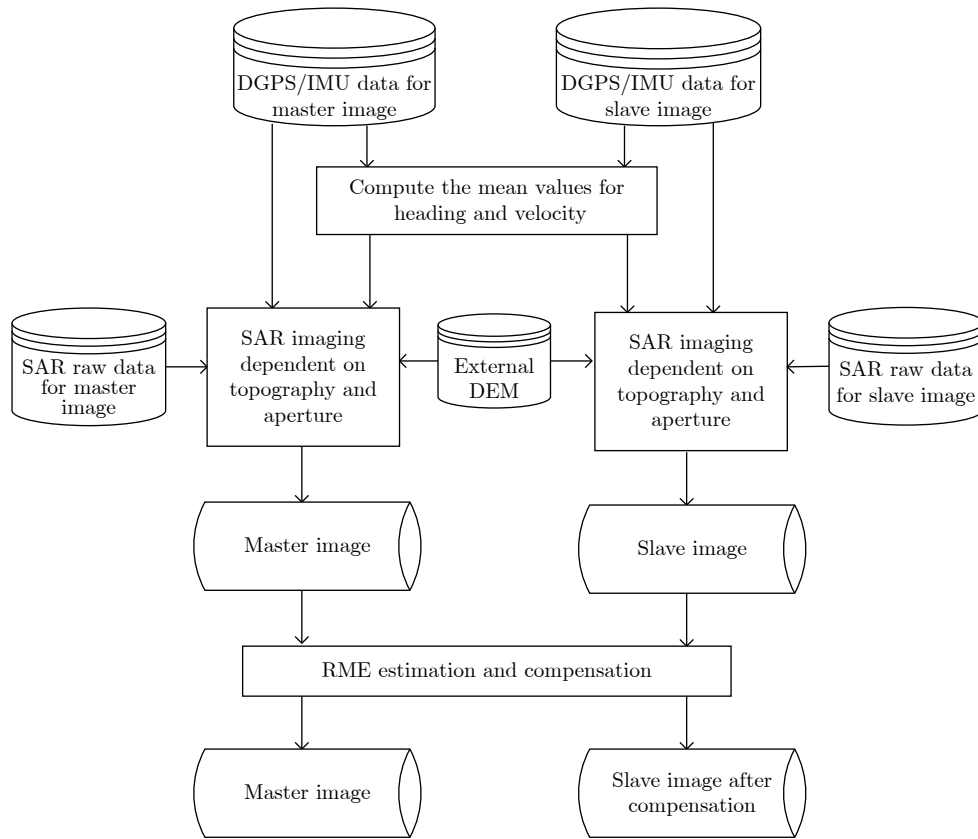 DGPS/IMU data for
master image
DGPS/IMU data for
slave image
Compute the mean values for
heading and velocity
SAR raw data
for master
image
SAR imaging
dependent on
topography and
aperture
External
DEM
SAR imaging
dependent on
topography and
aperture
SAR raw data
for slave image
Master image
Slave image
RME estimation and compensation
Master image
Slave image after
compensation